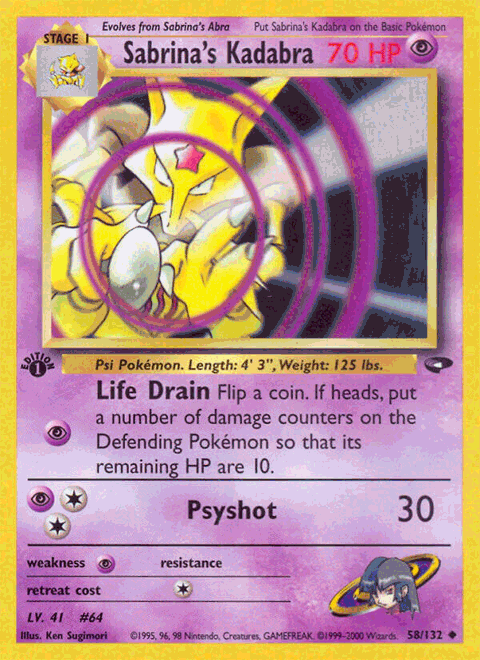 STAGE 1
Evolves from Sabrina's Abra
Put Sabrina's Kadabra on the Basic Pokémon
Sabrina's Kadabra 70 HP
EDITION
1
Psi Pokémon. Length: 4' 3", Weight: 125 lbs.
Life Drain Flip a coin. If heads, put
a number of damage counters on the
Defending Pokémon so that its
remaining HP are 10.
Psyshot 30
weakness
resistance
retreat cost
LV. 41 #64
Illus. Ken Sugimori
©1995, 96, 98 Nintendo, Creatures, GAMEFREAK. ©1999-2000 Wizards.
58/132